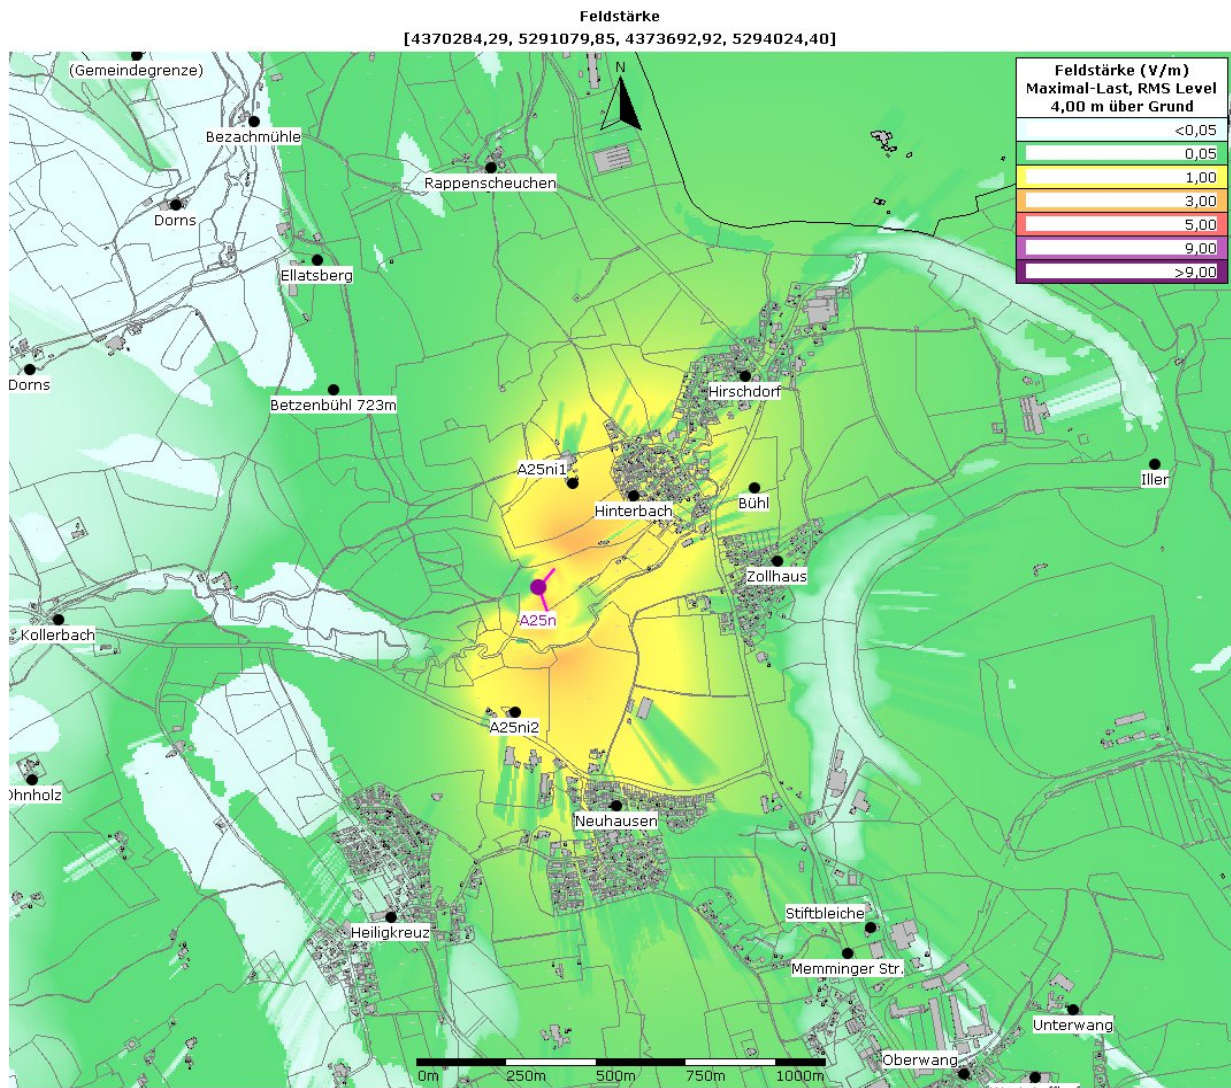 Feldstärke
[4370284,29, 5291079,85, 4373692,92, 5294024,40]
N
Feldstärke (V/m)
Maximal-Last, RMS Level
4,00 m über Grund
<0,05
0,05
1,00
3,00
5,00
9,00
>9,00
(Gemeindegrenze)
Bezachmühle
Rappenscheuchen
Dorns
Ellatsberg
Dorns
Betzenbühl 723m
Hirschdorf
A25ni1
Hinterbach
Bühl
Iller
Zollhaus
A25n
Kollerbach
A25ni2
Ohnholz
Neuhausen
Heiligkreuz
Stiftbleiche
Memminger Str.
Unterwang
Oberwang
0m 250m 500m 750m 1000m